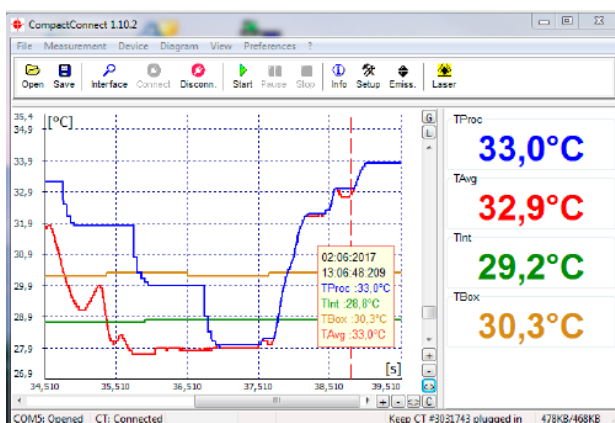 CompactConnect 1.10.2
File Measurement Device Diagram View Preferences ?
Open Save Interface Connect Disconn. Start Pause Stop Info Setup Emiss. Laser
35,4
[°C]
34,9
32,9
31,9
29,9
28,9
27,9
26,9
34,510 35,510 36,510 37,510 38,510 39,510
[s]
02:06:2017
13:06:48:209
TProc :33,0°C
TInt :28,8°C
TBox :30,3°C
TAvg :33,0°C
G
L
+
-
<>
+ - <> C
TProc
33,0°C
TAvg
32,9°C
TInt
29,2°C
TBox
30,3°C
COM5: Opened CT: Connected Keep CT #3031743 plugged in 478KB/468KB